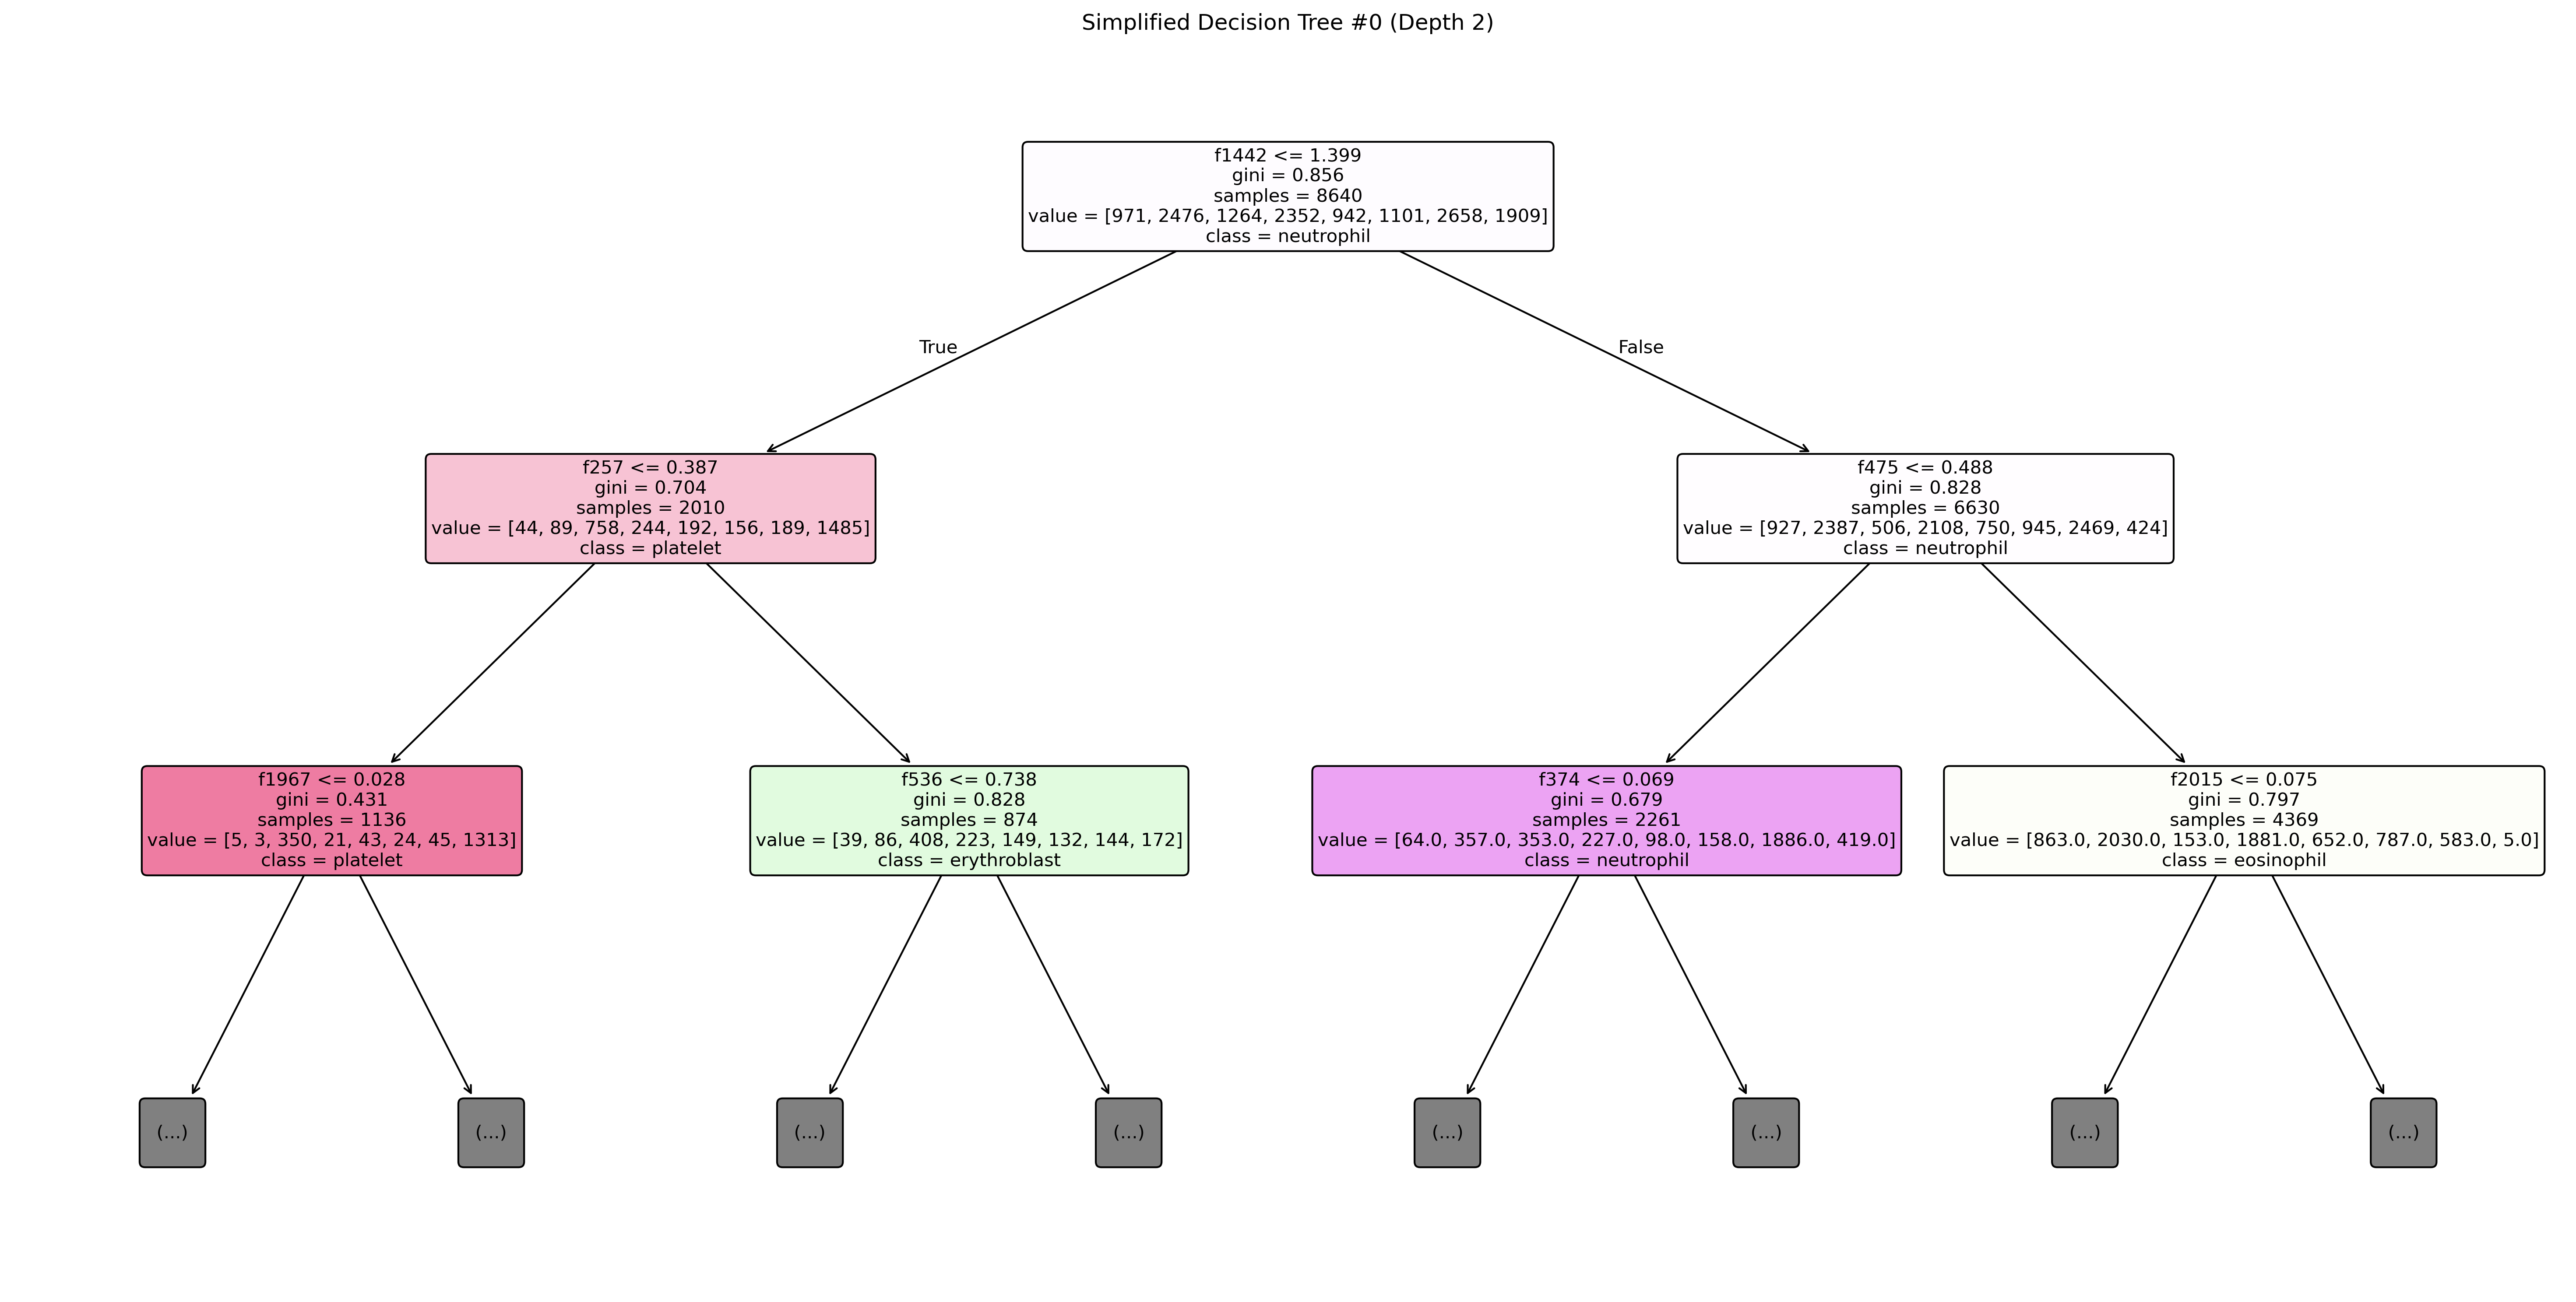 Simplified Decision Tree #0 (Depth 2)
f1442 <= 1.399
gini = 0.856
samples = 8640
value = [971, 2476, 1264, 2352, 942, 1101, 2658, 1909]
class = neutrophil
True
False
f257 <= 0.387
gini = 0.704
samples = 2010
value = [44, 89, 758, 244, 192, 156, 189, 1485]
class = platelet
f475 <= 0.488
gini = 0.828
samples = 6630
value = [927, 2387, 506, 2108, 750, 945, 2469, 424]
class = neutrophil
f1967 <= 0.028
gini = 0.431
samples = 1136
value = [5, 3, 350, 21, 43, 24, 45, 1313]
class = platelet
f536 <= 0.738
gini = 0.828
samples = 874
value = [39, 86, 408, 223, 149, 132, 144, 172]
class = erythroblast
f374 <= 0.069
gini = 0.679
samples = 2261
value = [64.0, 357.0, 353.0, 227.0, 98.0, 158.0, 1886.0, 419.0]
class = neutrophil
f2015 <= 0.075
gini = 0.797
samples = 4369
value = [863.0, 2030.0, 153.0, 1881.0, 652.0, 787.0, 583.0, 5.0]
class = eosinophil
(...)
(...)
(...)
(...)
(...)
(...)
(...)
(...)